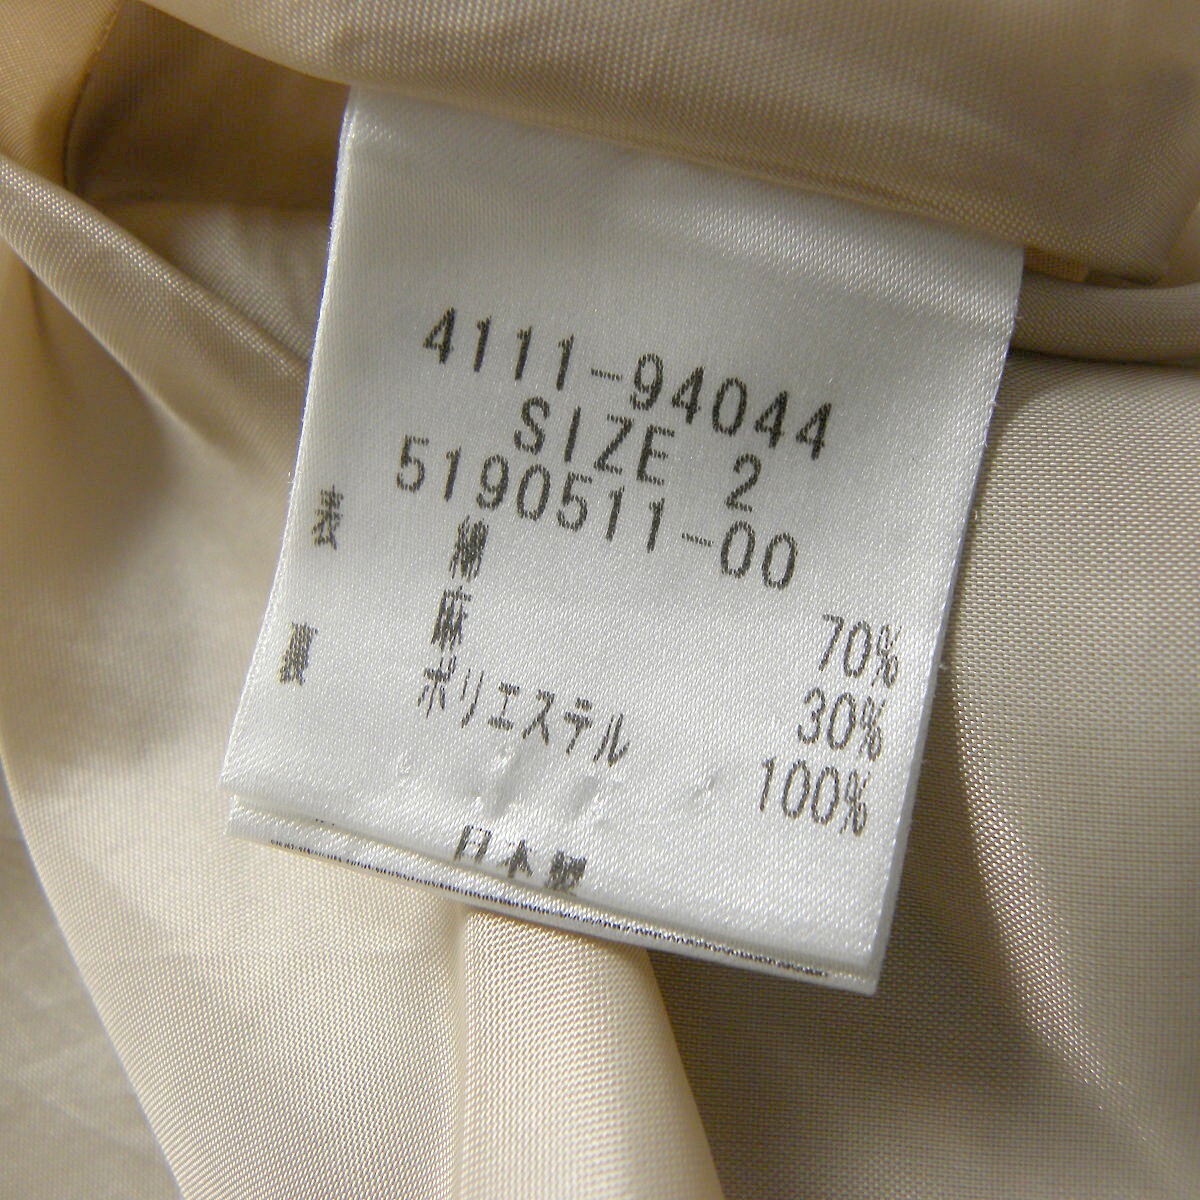 4111-94044
SIZE 2
5190511-00
表 綿 70%
麻 30%
裏 ポリエステル 100%
日本製